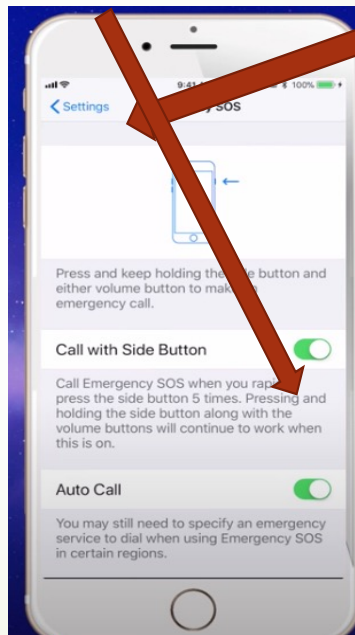 9:41
100%
Settings
SOS
Press and keep holding the button and
either volume button to make
emergency call.
Call with Side Button
Call Emergency SOS when you
press the side button 5 times. Pressing and
holding the side button along with the
volume buttons will continue to work when
this is on.
Auto Call
You may still need to specify an emergency
service to dial when using Emergency SOS
in certain regions.